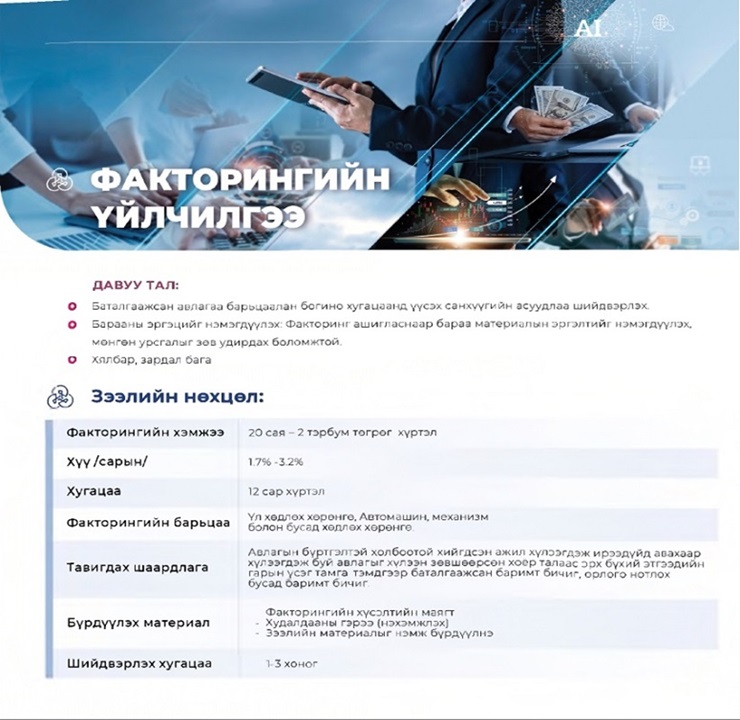 AI
ФАКТОРИНГИЙН
ҮЙЛЧИЛГЭЭ
ДАВУУ ТАЛ:
Баталгаажсан авлагаа барьцаалан богино хугацаанд үүсэх санхүүгийн асуудлаа шийдвэрлэх.
Барааны эргэцийг нэмэгдүүлэх: Факторинг ашигласнаар бараа материалын эргэлтийг нэмэгдүүлэх,
мөнгөн урсгалыг зөв удирдах боломжтой.
Хялбар, зардал бага
Зээлийн нөхцөл:
Факторингийн хэмжээ 20 сая – 2 тэрбум төгрөг хүртэл
Хүү /сарын/ 1.7% -3.2%
Хугацаа 12 сар хүртэл
Факторингийн барьцаа Үл хөдлөх хөрөнгө, Автомашин, механизм
болон бусад хөдлөх хөрөнгө.
Тавигдах шаардлага Авлагын бүртгэлтэй холбоотой хийгдсэн ажил хүлээгдэж ирээдүйд авахаар
хүлээгдэж буй авлагыг хүлээн зөвшөөрсөн хоёр талаас эрх бүхий этгээдийн
гарын үсэг тамга тэмдгээр баталгаажсан баримт бичиг, орлого нотлох
бусад баримт бичиг.
Бүрдүүлэх материал Факторингийн хүсэлтийн маягт
- Худалдааны гэрээ (нэхэмжлэх)
- Зээлийн материалыг нэмж бүрдүүлнэ
Шийдвэрлэх хугацаа 1-3 хоног